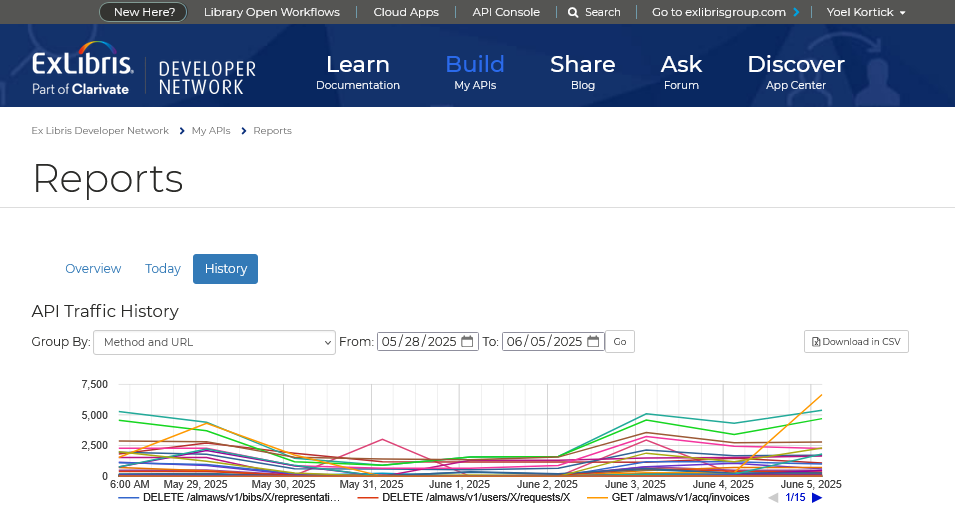 New Here?
Library Open Workflows
Cloud Apps
API Console
Search
Go to exlibrisgroup.com
Yoel Kortick
ExLibris
Part of Clarivate
DEVELOPER
NETWORK
Learn
Documentation
Build
My APIs
Share
Blog
Ask
Forum
Discover
App Center
Ex Libris Developer Network
My APIs
Reports
Reports
Overview
Today
History
API Traffic History
Group By: Method and URL From: 05/28/2025 To: 06/05/2025 Go
Download in CSV
7,500
5,000
2,500
0
6:00 AM May 29, 2025 May 30, 2025 May 31, 2025 June 1, 2025 June 2, 2025 June 3, 2025 June 4, 2025 June 5, 2025
DELETE /almaws/v1/bibs/X/representati… DELETE /almaws/v1/users/X/requests/X GET /almaws/v1/acq/invoices 1/15